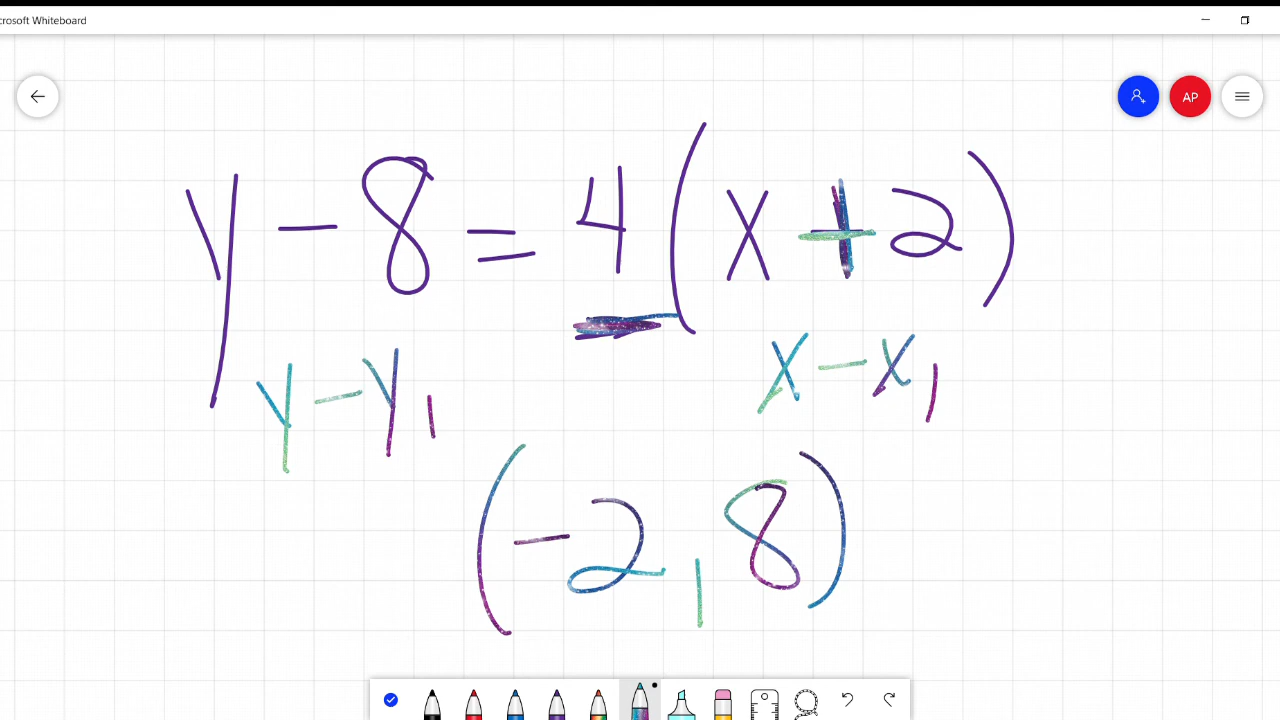 crosoft Whiteboard
AP
y - 8 = 4(x + 2)
y - y₁ x - x₁
(-2, 8)